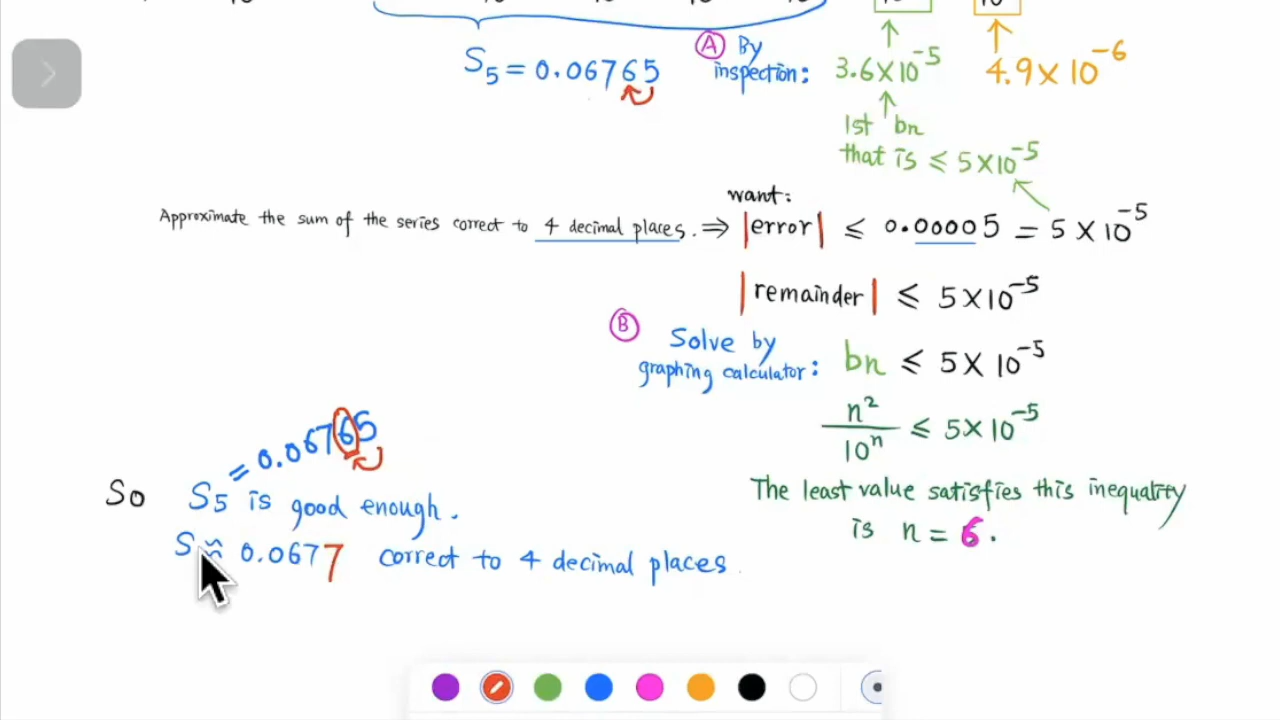 S₅ = 0.06765
Ⓐ By inspection:
3.6×10⁻⁵
4.9×10⁻⁶
1st bn
that is ≤ 5×10⁻⁵
want:
Approximate the sum of the series correct to 4 decimal places. ⇒ |error| ≤ 0.00005 = 5×10⁻⁵
|remainder| ≤ 5×10⁻⁵
Ⓑ Solve by
graphing calculator: bn ≤ 5×10⁻⁵
n²/10ⁿ ≤ 5×10⁻⁵
The least value satisfies this inequality
is n = 6.
= 0.06765
So S₅ is good enough.
S ≈ 0.0677 correct to 4 decimal places